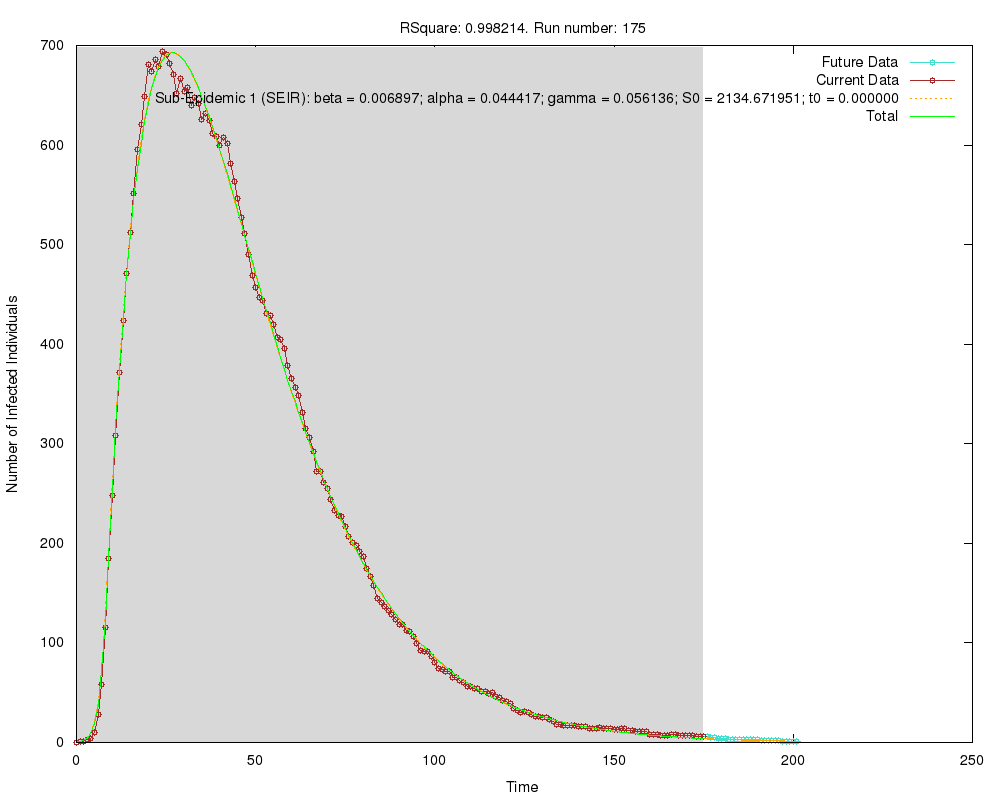 RSquare: 0.998214. Run number: 175
700
600
500
400
300
200
100
0
0 50 100 150 200 250
Number of Infected Individuals
Time
Future Data
Current Data
Sub-Epidemic 1 (SEIR): beta = 0.006897; alpha = 0.044417; gamma = 0.056136; S0 = 2134.671951; t0 = 0.000000
Total